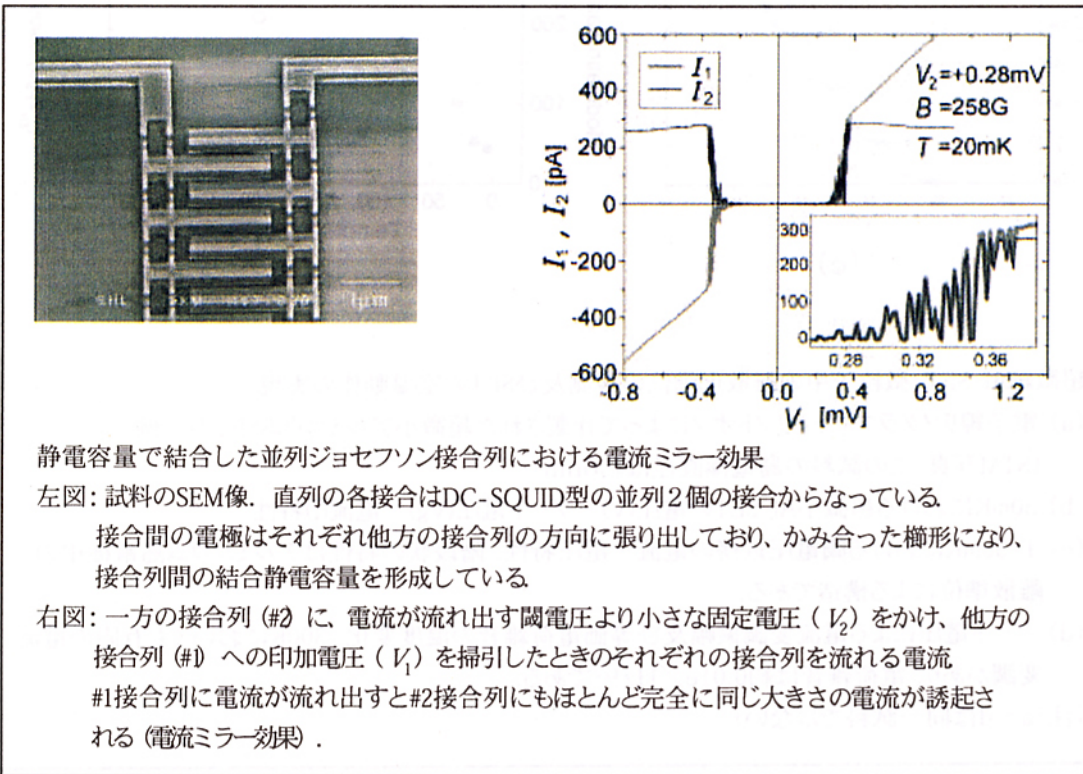 600
400
200
0
-200
-400
-600
I₁ , I₂ [pA]
I₁
I₂
V₂=+0.28mV
B =258G
T =20mK
300
200
100
0
0.28 0.32 0.36
-0.8 -0.4 0.0 0.4 0.8 1.2
V₁ [mV]
1μm
静電容量で結合した並列ジョセフソン接合列における電流ミラー効果
左図: 試料のSEM像. 直列の各接合はDC-SQUID型の並列2個の接合からなっている.
接合間の電極はそれぞれ他方の接合列の方向に張り出しており、かみ合った櫛形になり、
接合列間の結合静電容量を形成している.
右図: 一方の接合列 (#2) に、電流が流れ出す閾電圧より小さな固定電圧 ( V₂) をかけ、他方の
接合列 (#1) への印加電圧 ( V₁) を掃引したときのそれぞれの接合列を流れる電流.
#1接合列に電流が流れ出すと#2接合列にもほとんど完全に同じ大きさの電流が誘起さ
れる (電流ミラー効果) .